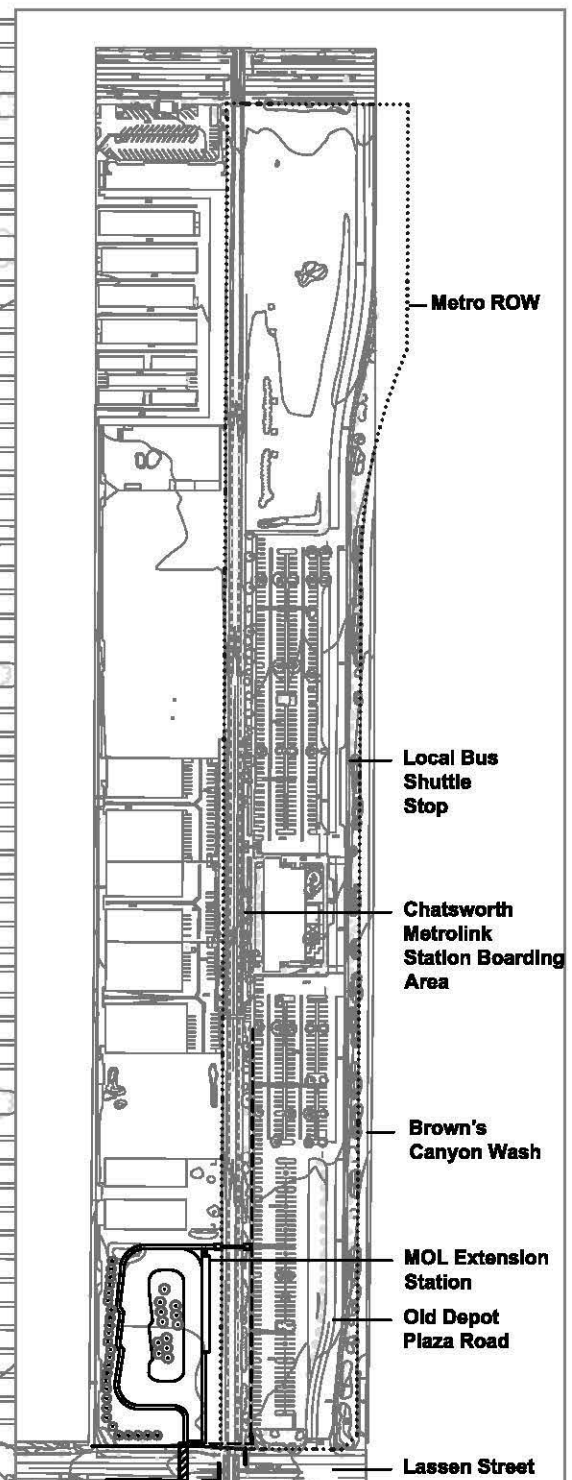 Metro ROW
Local Bus
Shuttle
Stop
Chatsworth
Metrolink
Station Boarding
Area
Brown's
Canyon Wash
MOL Extension
Station
Old Depot
Plaza Road
Lassen Street